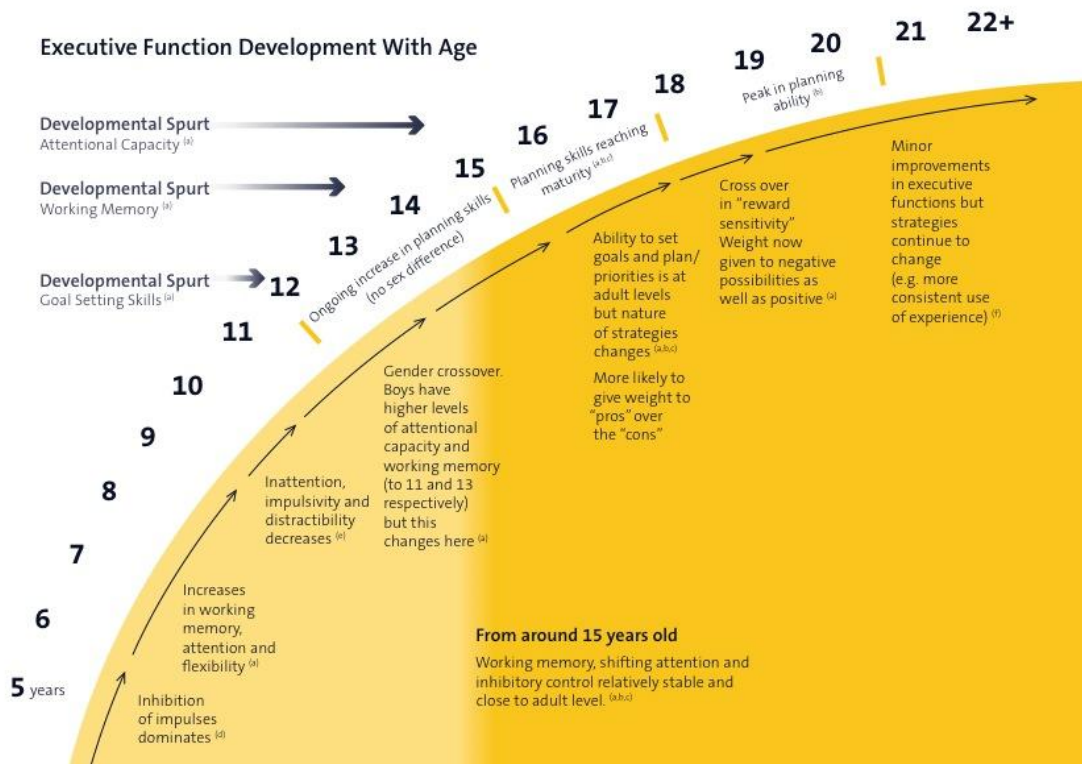 Executive Function Development With Age
Developmental Spurt
Attentional Capacity (a)
Developmental Spurt
Working Memory (a)
Developmental Spurt
Goal Setting Skills (a)
5 years
6
7
8
9
10
11
12
13
14
15
16
17
18
19
20
21
22+
Ongoing increase in planning skills
(no sex difference)
Planning skills reaching
maturity (a,b,c)
Peak in planning
ability (b)
Inhibition
of impulses
dominates (d)
Increases
in working
memory,
attention and
flexibility (a)
Inattention,
impulsivity and
distractibility
decreases (e)
Gender crossover.
Boys have
higher levels
of attentional
capacity and
working memory
(to 11 and 13
respectively)
but this
changes here (a)
Ability to set
goals and plan/
priorities is at
adult levels
but nature
of strategies
changes (a,b,c)
More likely to
give weight to
"pros" over
the "cons"
Cross over
in "reward
sensitivity"
Weight now
given to negative
possibilities as
well as positive (a)
Minor
improvements
in executive
functions but
strategies
continue to
change
(e.g. more
consistent use
of experience) (f)
From around 15 years old
Working memory, shifting attention and
inhibitory control relatively stable and
close to adult level. (a,b,c)